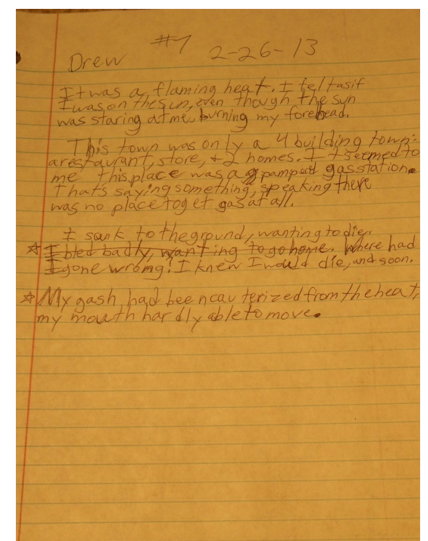 Drew #1 2-26-13
It was a flaming heat. I felt as if
I was on the sun, even though the sun
was staring at me, burning my forehead.
This town was only a 4 building town:
a restaurant, store, + 2 homes. It seemed to
me this place was a pampud gas station.
That's saying something, speaking there
was no place to get gas at all.
I sank to the ground, wanting to die.
☆ I bled badly, wanting to go home. Where had
I gone wrong? I knew I would die, and soon.
☆ My gash had been cauterized from the heat,
my mouth hardly able to move.